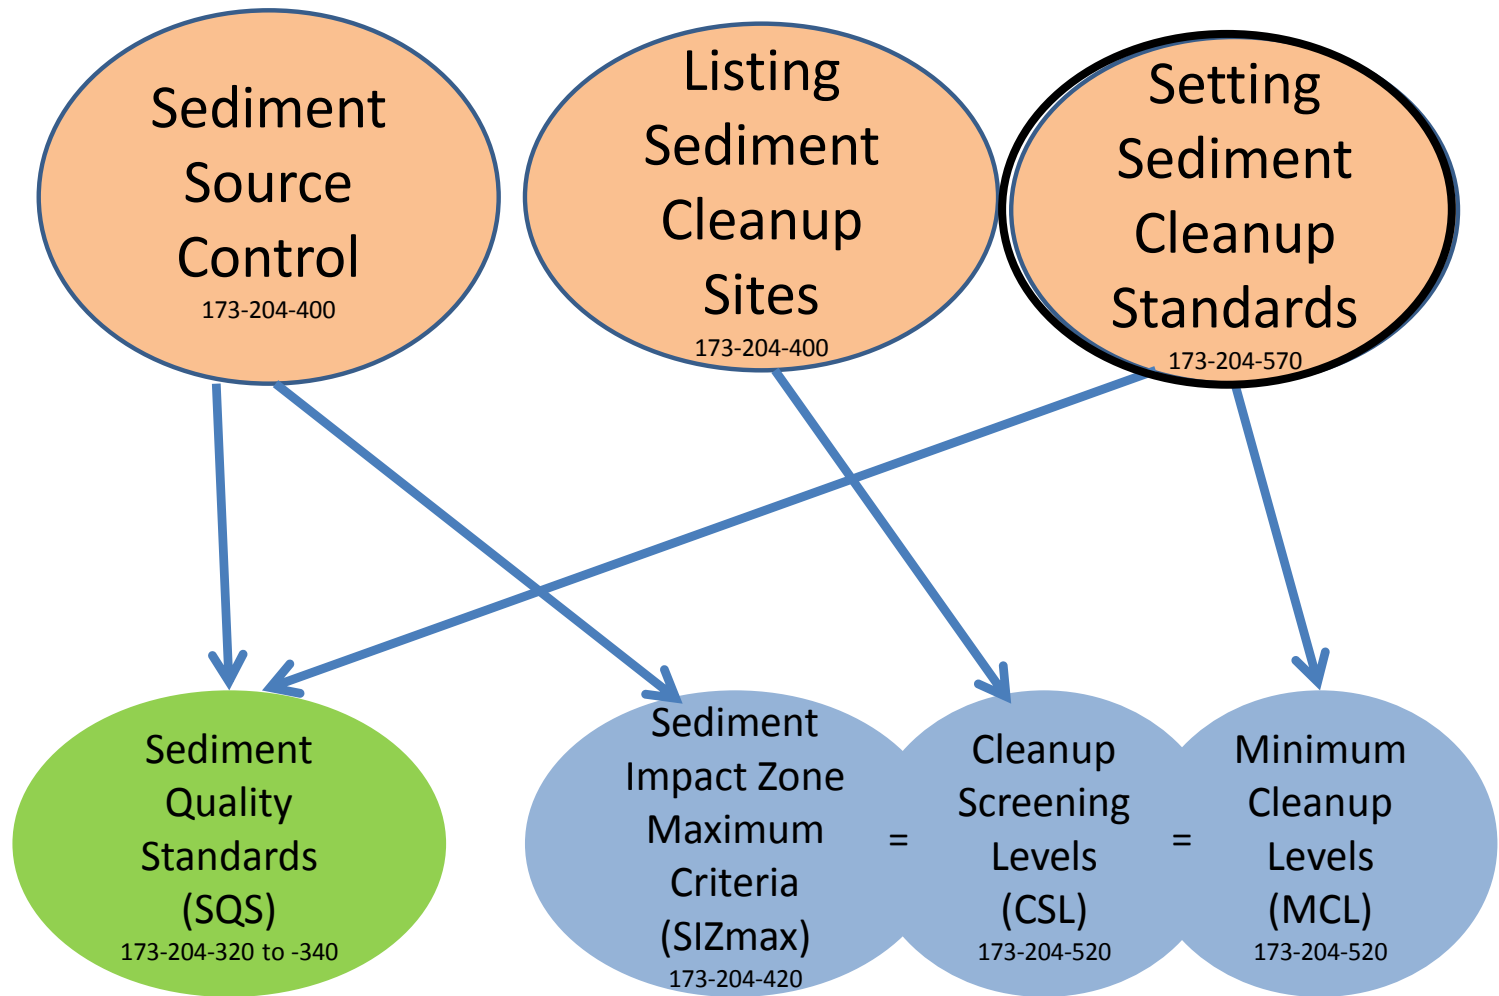 Sediment
Source
Control
173-204-400
Listing
Sediment
Cleanup
Sites
173-204-400
Setting
Sediment
Cleanup
Standards
173-204-570
Sediment
Quality
Standards
(SQS)
173-204-320 to -340
Sediment
Impact Zone
Maximum
Criteria
(SIZmax)
173-204-420
=
Cleanup
Screening
Levels
(CSL)
173-204-520
=
Minimum
Cleanup
Levels
(MCL)
173-204-520